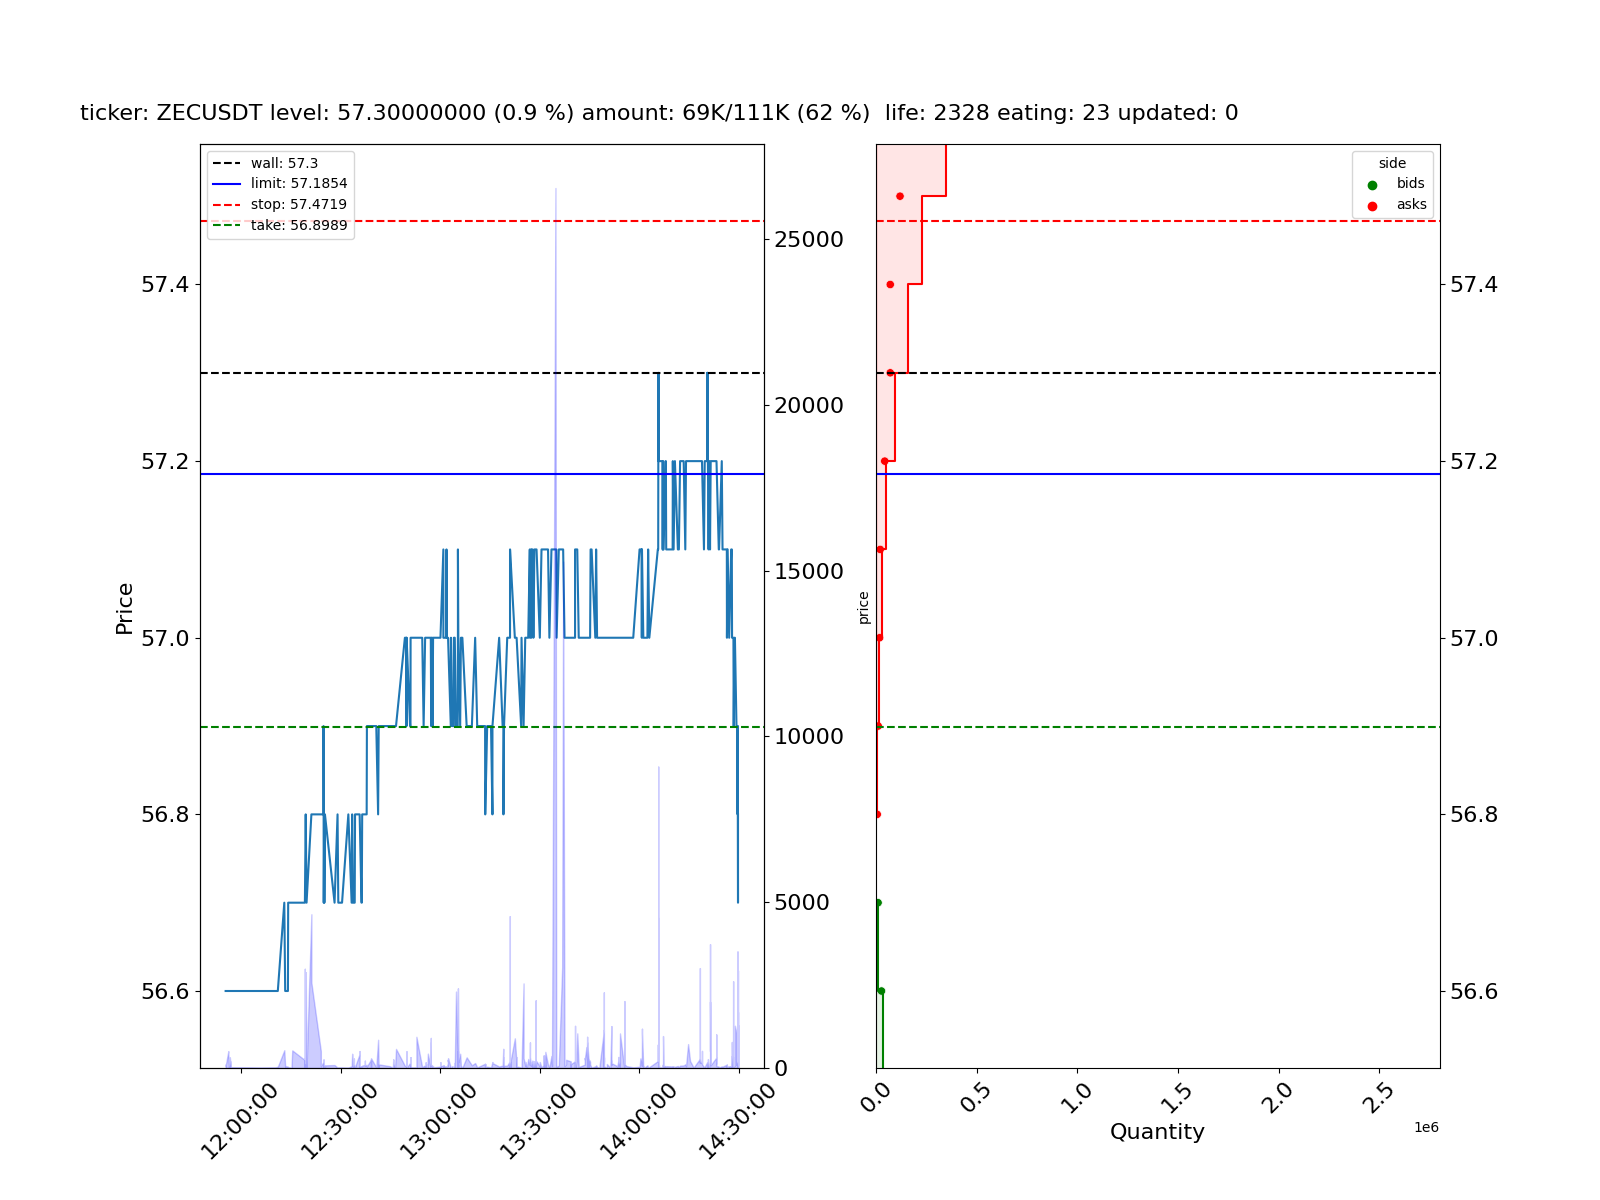 ticker: ZECUSDT level: 57.30000000 (0.9 %) amount: 69K/111K (62 %)  life: 2328 eating: 23 updated: 0
wall: 57.3
limit: 57.1854
stop: 57.4719
take: 56.8989
Price
57.4
57.2
57.0
56.8
56.6
25000
20000
15000
10000
5000
0
12:00:00
12:30:00
13:00:00
13:30:00
14:00:00
14:30:00
side
bids
asks
price
57.4
57.2
57.0
56.8
56.6
0.0
0.5
1.0
1.5
2.0
2.5
1e6
Quantity